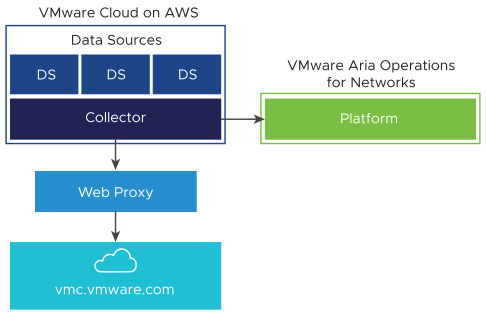 VMware Cloud on AWS
Data Sources
DS DS DS
Collector
VMware Aria Operations
for Networks
Platform
Web Proxy
vmc.vmware.com